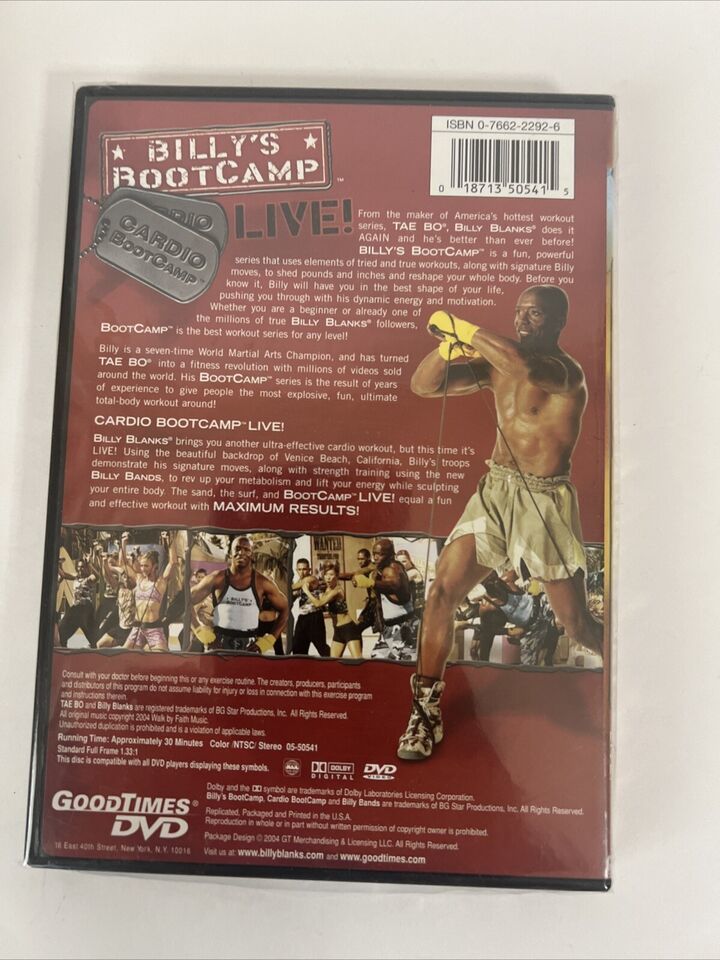 ISBN 0-7662-2292-6
0 18713 50541 5
★ BILLY'S ★
BOOTCAMP™
CARDIO
BOOTCAMP™
LIVE!
From the maker of America's hottest workout
series, TAE BO®, BILLY BLANKS® does it
AGAIN and he's better than ever before!
BILLY'S BOOTCAMP™ is a fun, powerful
series that uses elements of tried and true workouts, along with signature Billy
moves, to shed pounds and inches and reshape your whole body. Before you
know it, Billy will have you in the best shape of your life,
pushing you through with his dynamic energy and motivation.
Whether you are a beginner or already one of
the millions of true BILLY BLANKS® followers,
BOOTCAMP™ is the best workout series for any level!
Billy is a seven-time World Martial Arts Champion, and has turned
TAE BO® into a fitness revolution with millions of videos sold
around the world. His BOOTCAMP™ series is the result of years
of experience to give people the most explosive, fun, ultimate
total-body workout around!
CARDIO BOOTCAMP™ LIVE!
BILLY BLANKS® brings you another ultra-effective cardio workout, but this time it's
LIVE! Using the beautiful backdrop of Venice Beach, California, Billy's troops
demonstrate his signature moves, along with strength training using the new
BILLY BANDS, to rev up your metabolism and lift your energy while sculpting
your entire body. The sand, the surf, and BOOTCAMP™ LIVE! equal a fun
and effective workout with MAXIMUM RESULTS!
WANTED
BILLY'S
BOOTCAMP
Consult with your doctor before beginning this or any exercise routine. The creators, producers, participants
and distributors of this program do not assume liability for injury or loss in connection with this exercise program
and instructions therein.
TAE BO and Billy Blanks are registered trademarks of BG Star Productions, Inc. All Rights Reserved.
All original music copyright 2004 Walk by Faith Music.
Unauthorized duplication is prohibited and is a violation of applicable laws.
Running Time: Approximately 30 Minutes Color /NTSC/ Stereo 05-50541
Standard Full Frame 1.33:1
This disc is compatible with all DVD players displaying these symbols.
ALL
DOLBY
DIGITAL
DVD
VIDEO
GOODTIMES®
DVD
16 East 40th Street, New York, N.Y. 10016
Dolby and the DD symbol are trademarks of Dolby Laboratories Licensing Corporation.
Billy's BootCamp, Cardio BootCamp and Billy Bands are trademarks of BG Star Productions, Inc. All Rights Reserved.
Replicated, Packaged and Printed in the U.S.A.
Reproduction in whole or in part without written permission of copyright owner is prohibited.
Package Design © 2004 GT Merchandising & Licensing LLC. All Rights Reserved.
Visit us at: www.billyblanks.com and www.goodtimes.com